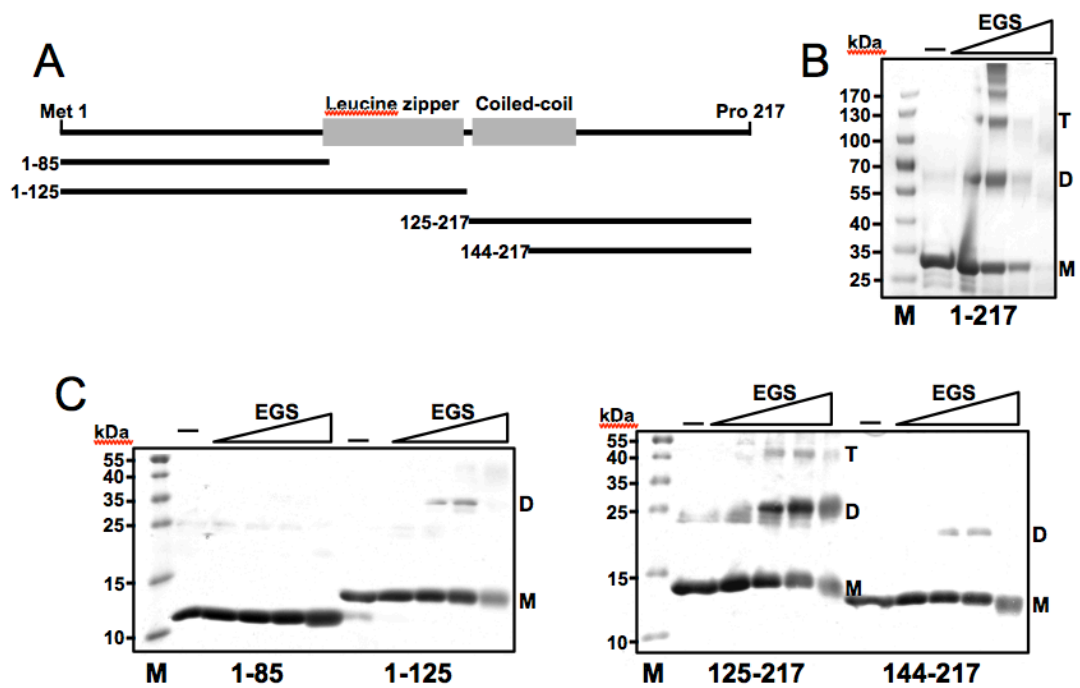 A
Met 1
Leucine zipper
Coiled-coil
Pro 217
1-85
1-125
125-217
144-217
B
kDa
EGS
170
130
100
70
55
40
35
25
T
D
M
M
1-217
C
kDa
EGS
EGS
55
40
35
25
15
10
D
M
M
1-85
1-125
kDa
EGS
EGS
55
40
35
25
15
10
T
D
M
D
M
M
125-217
144-217